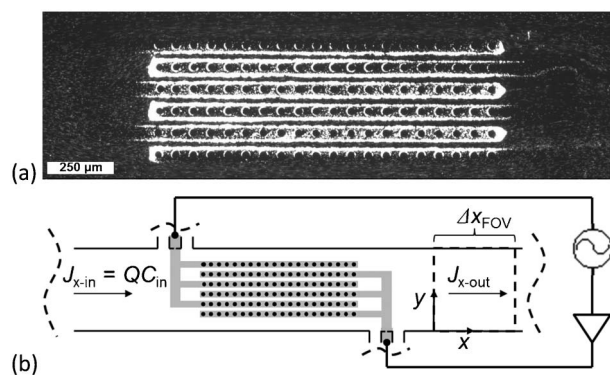 250 µm
(a)
Δx_FOV
J_x-in = QC_in
J_x-out
y
x
(b)